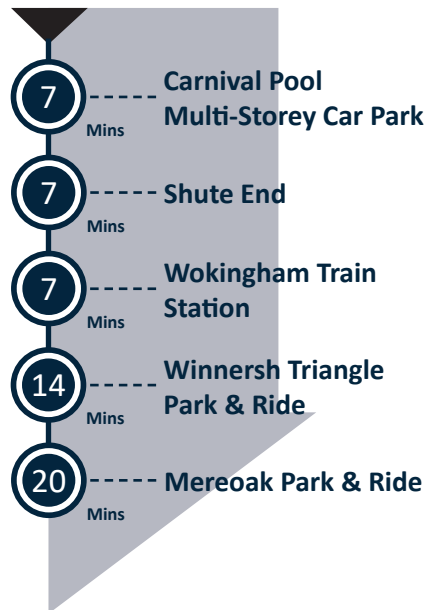 7
Mins
Carnival Pool
Multi-Storey Car Park
7
Mins
Shute End
7
Mins
Wokingham Train
Station
14
Mins
Winnersh Triangle
Park & Ride
20
Mins
Mereoak Park & Ride